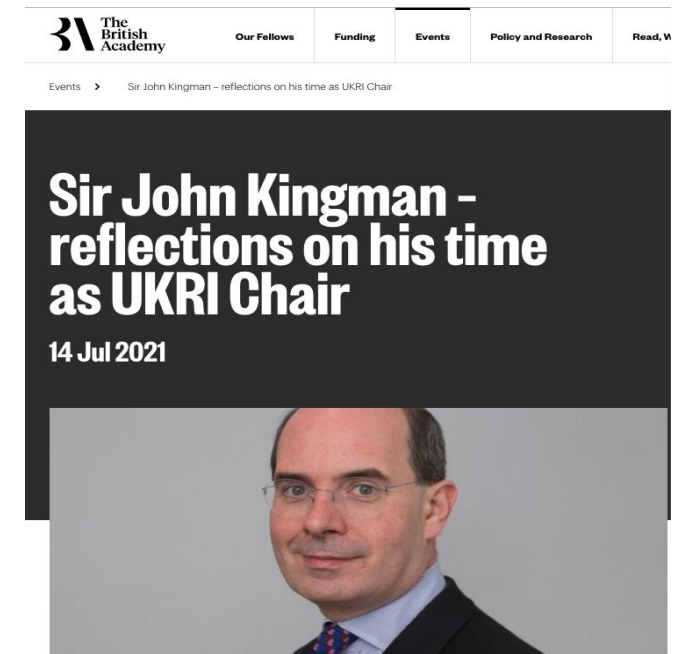 The
British
Academy
Our Fellows
Funding
Events
Policy and Research
Read, W
Events > Sir John Kingman – reflections on his time as UKRI Chair
Sir John Kingman –
reflections on his time
as UKRI Chair
14 Jul 2021